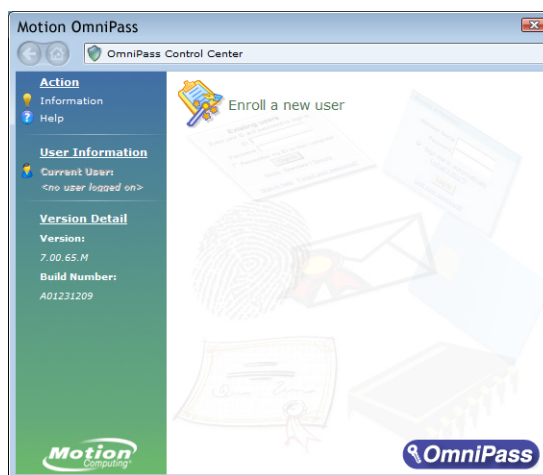 Motion OmniPass
OmniPass Control Center
Action
Information
Help
User Information
Current User:
<no user logged on>
Version Detail
Version:
7.00.65.M
Build Number:
A01231209
Enroll a new user
Motion
Computing
OmniPass